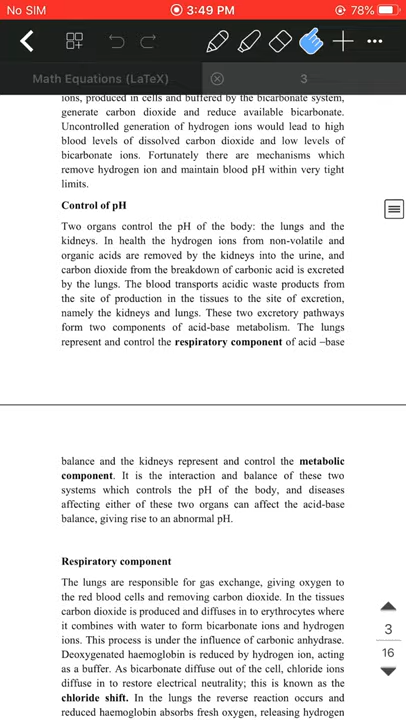 No SIM
3:49 PM
78%
Math Equations (LaTeX)
3
ions, produced in cells and buffered by the bicarbonate system,
generate carbon dioxide and reduce available bicarbonate.
Uncontrolled generation of hydrogen ions would lead to high
blood levels of dissolved carbon dioxide and low levels of
bicarbonate ions. Fortunately there are mechanisms which
remove hydrogen ion and maintain blood pH within very tight
limits.
Control of pH
Two organs control the pH of the body: the lungs and the
kidneys. In health the hydrogen ions from non-volatile and
organic acids are removed by the kidneys into the urine, and
carbon dioxide from the breakdown of carbonic acid is excreted
by the lungs. The blood transports acidic waste products from
the site of production in the tissues to the site of excretion,
namely the kidneys and lungs. These two excretory pathways
form two components of acid-base metabolism. The lungs
represent and control the respiratory component of acid –base
balance and the kidneys represent and control the metabolic
component. It is the interaction and balance of these two
systems which controls the pH of the body, and diseases
affecting either of these two organs can affect the acid-base
balance, giving rise to an abnormal pH.
Respiratory component
The lungs are responsible for gas exchange, giving oxygen to
the red blood cells and removing carbon dioxide. In the tissues
carbon dioxide is produced and diffuses in to erythrocytes where
it combines with water to form bicarbonate ions and hydrogen
ions. This process is under the influence of carbonic anhydrase.
Deoxygenated haemoglobin is reduced by hydrogen ion, acting
as a buffer. As bicarbonate diffuse out of the cell, chloride ions
diffuse in to restore electrical neutrality; this is known as the
chloride shift. In the lungs the reverse reaction occurs and
reduced haemoglobin absorbs fresh oxygen, releasing hydrogen
3
16